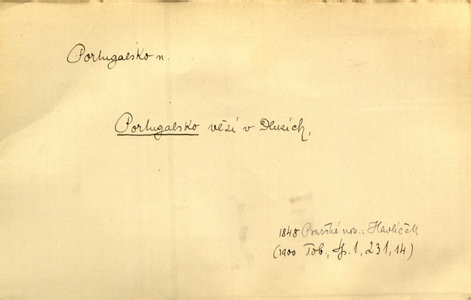 Portugalsko n.
Portugalsko vězí v Dluzích,
1848 Pražské nov.: Havlíček
(1900 Tob., Sp. 1, 231, 14)